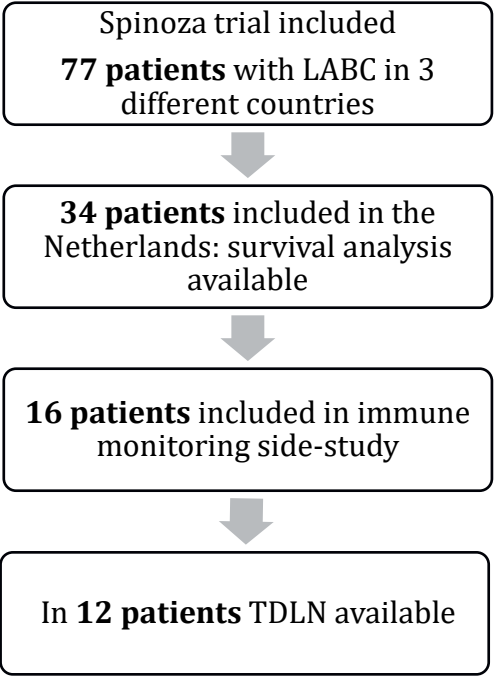 Spinoza trial included
77 patients with LABC in 3
different countries
34 patients included in the
Netherlands: survival analysis
available
16 patients included in immune
monitoring side-study
In 12 patients TDLN available